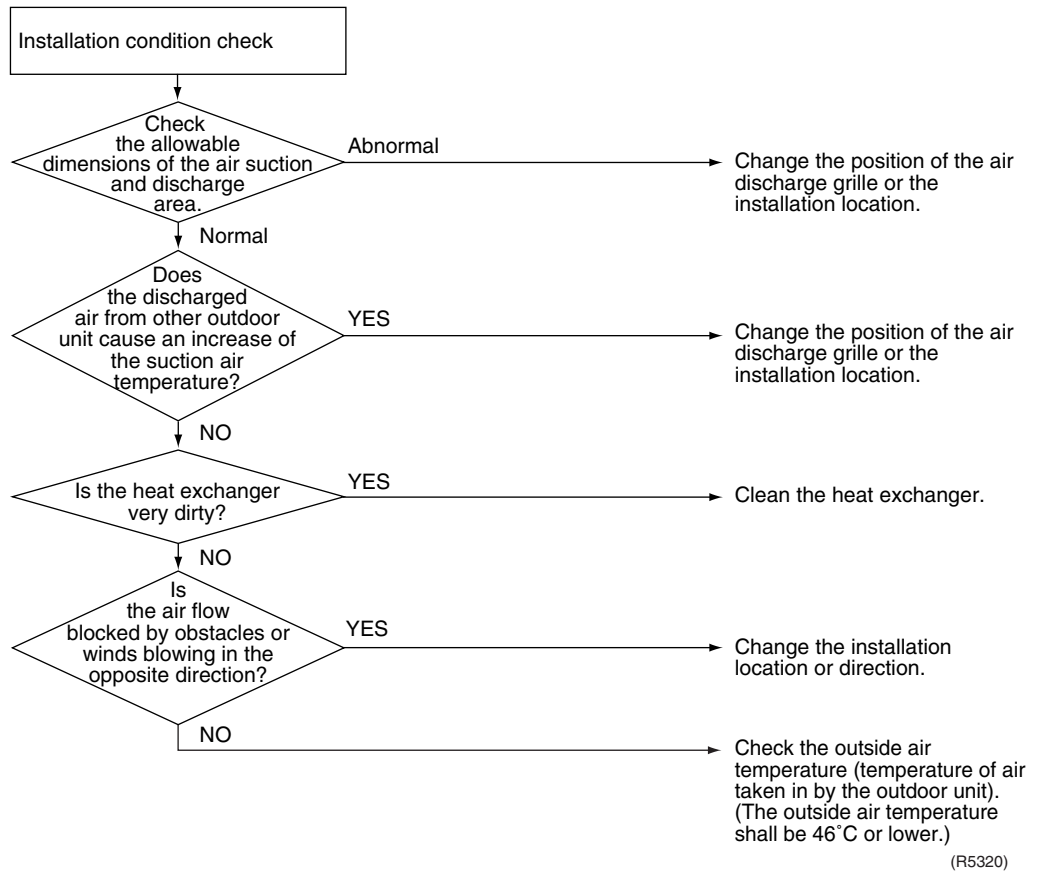 Installation condition check
Check
the allowable
dimensions of the air suction
and discharge
area.
Abnormal
Change the position of the air
discharge grille or the
installation location.
Normal
Does
the discharged
air from other outdoor
unit cause an increase of
the suction air
temperature?
YES
Change the position of the air
discharge grille or the
installation location.
NO
Is the heat exchanger
very dirty?
YES
Clean the heat exchanger.
NO
Is
the air flow
blocked by obstacles or
winds blowing in the
opposite direction?
YES
Change the installation
location or direction.
NO
Check the outside air
temperature (temperature of air
taken in by the outdoor unit).
(The outside air temperature
shall be 46˚C or lower.)
(R5320)